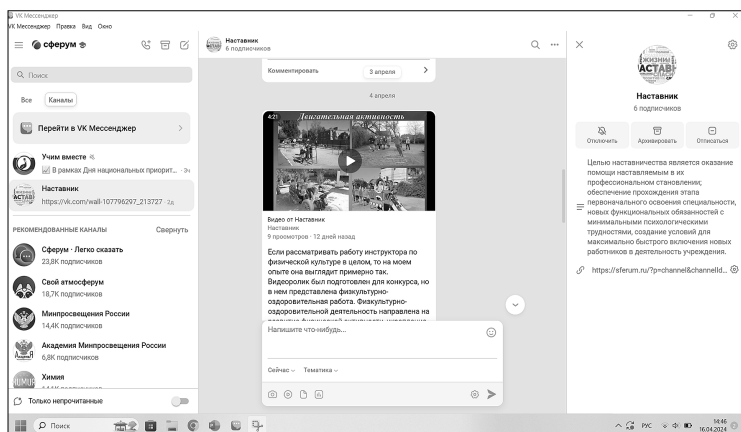 VK Мессенджер
VK Мессенджер Правка Вид Окно
сферум
Поиск
Все
Каналы
Перейти в VK Мессенджер
Учим вместе
В рамках Дня национальных приорит... · 3ч
Наставник
https://vk.com/wall-107796297_213727 · 2д
РЕКОМЕНДОВАННЫЕ КАНАЛЫ
Свернуть
Сферум · Легко сказать
23,8K подписчиков
Свой атмосферум
18,7K подписчиков
Минпросвещения России
14,4K подписчиков
Академия Минпросвещения России
6,8K подписчиков
Химия
Только непрочитанные
Наставник
6 подписчиков
Комментировать
3 апреля
4 апреля
4:21
Двигательная активность
Видео от Наставник
Наставник
9 просмотров · 12 дней назад
Если рассматривать работу инструктора по
физической культуре в целом, то на моем
опыте она выглядит примерно так.
Видеоролик был подготовлен для конкурса, но
в нем представлена физкультурно-
оздоровительная работа. Физкультурно-
оздоровительной деятельность направлена на
Напишите что-нибудь...
Сейчас
Тематика
Наставник
6 подписчиков
Отключить
Архивировать
Отписаться
Целью наставничества является оказание
помощи наставляемым в их
профессиональном становлении;
обеспечение прохождения этапа
первоначального освоения специальности,
новых функциональных обязанностей с
минимальными психологическими
трудностями, создание условий для
максимально быстрого включения новых
работников в деятельность учреждения.
https://sferum.ru/?p=channel&channelId...
Поиск
РУС
14:46
16.04.2024